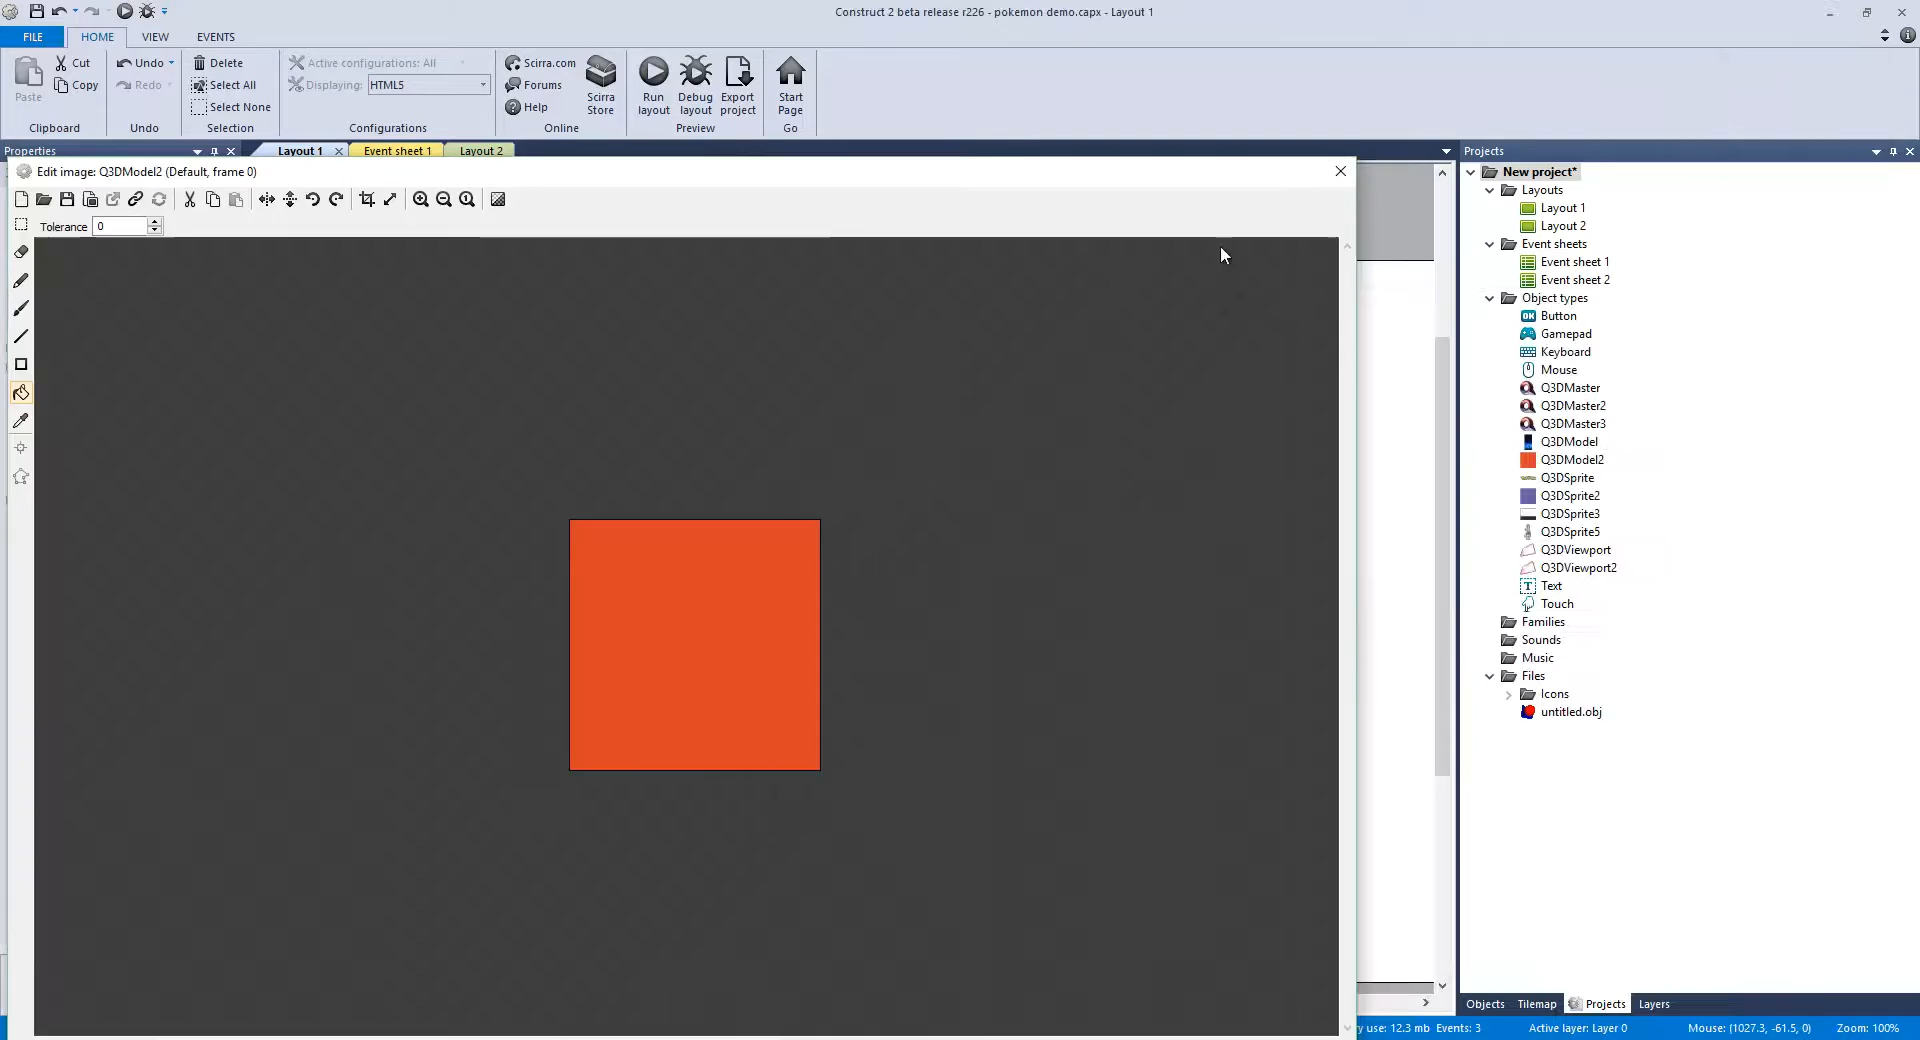 Construct 2 beta release r226 - pokemon demo.capx - Layout 1
FILE HOME VIEW EVENTS
Paste
Cut
Copy
Clipboard
Undo
Redo
Undo
Delete
Select All
Select None
Selection
Active configurations: All
Displaying: HTML5
Configurations
Scirra.com
Forums
Help
Scirra Store
Online
Run layout
Debug layout
Export project
Preview
Start Page
Go
Properties
Layout 1 Event sheet 1 Layout 2
Edit image: Q3DModel2 (Default, frame 0)
Tolerance 0
Projects
New project*
Layouts
Layout 1
Layout 2
Event sheets
Event sheet 1
Event sheet 2
Object types
OK Button
Gamepad
Keyboard
Mouse
Q3DMaster
Q3DMaster2
Q3DMaster3
Q3DModel
Q3DModel2
Q3DSprite
Q3DSprite2
Q3DSprite3
Q3DSprite5
Q3DViewport
Q3DViewport2
T Text
Touch
Families
Sounds
Music
Files
Icons
untitled.obj
Objects Tilemap Projects Layers
y use: 12.3 mb Events: 3 Active layer: Layer 0 Mouse: (1027.3, -61.5, 0) Zoom: 100%